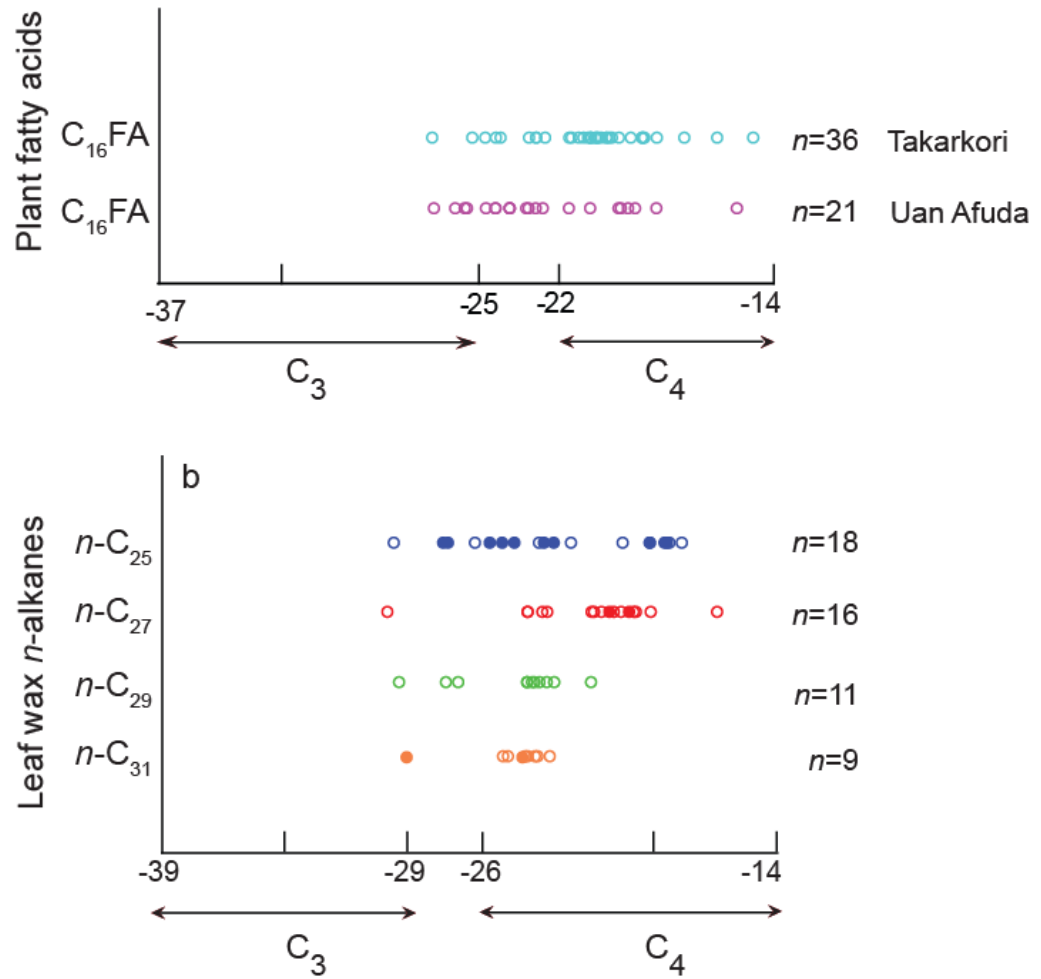 Plant fatty acids
C16FA n=36 Takarkori
C16FA n=21 Uan Afuda
-37 -25 -22 -14
C3 C4
b
Leaf wax n-alkanes
n-C25 n=18
n-C27 n=16
n-C29 n=11
n-C31 n=9
-39 -29 -26 -14
C3 C4